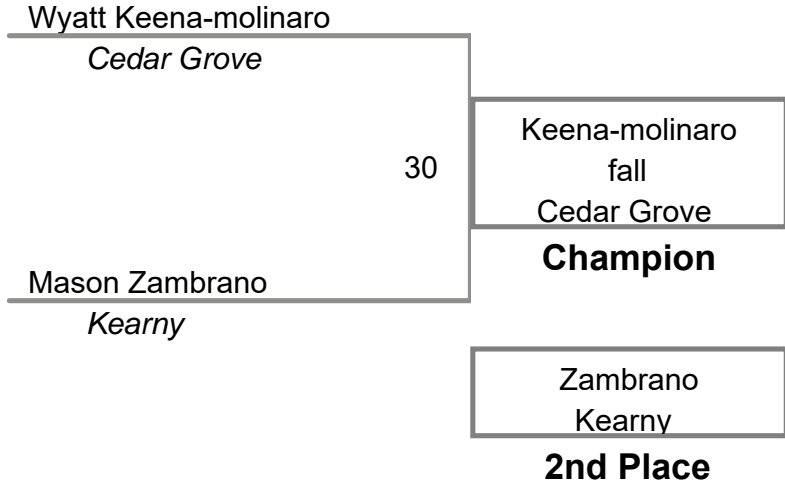 Wyatt Keena-molinaro
Cedar Grove
30
Keena-molinaro
fall
Cedar Grove
Champion
Mason Zambrano
Kearny
Zambrano
Kearny
2nd Place